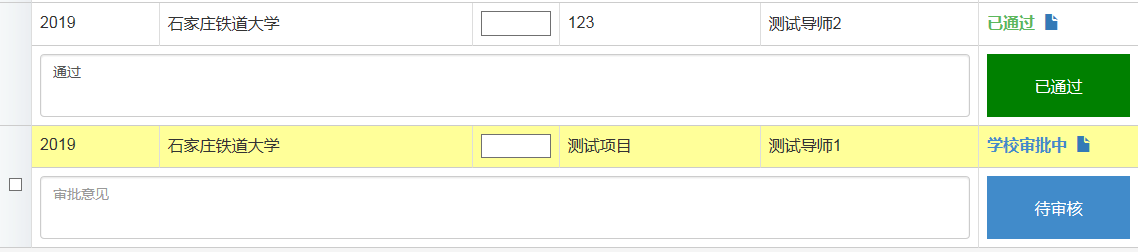 2019 石家庄铁道大学 123 测试导师2 已通过
通过
已通过
2019 石家庄铁道大学 测试项目 测试导师1 学校审批中
审批意见
待审核